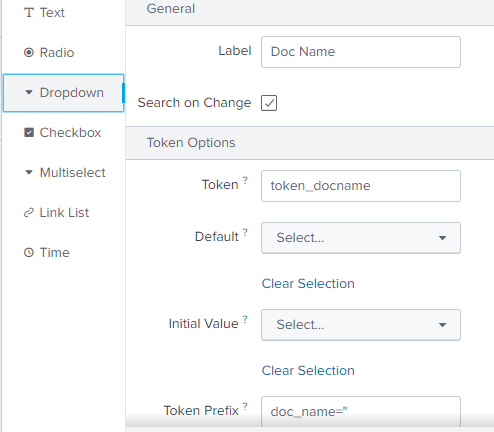 Text
Radio
Dropdown
Checkbox
Multiselect
Link List
Time
General
Label Doc Name
Search on Change
Token Options
Token ? token_docname
Default ? Select...
Clear Selection
Initial Value ? Select...
Clear Selection
Token Prefix ? doc_name="